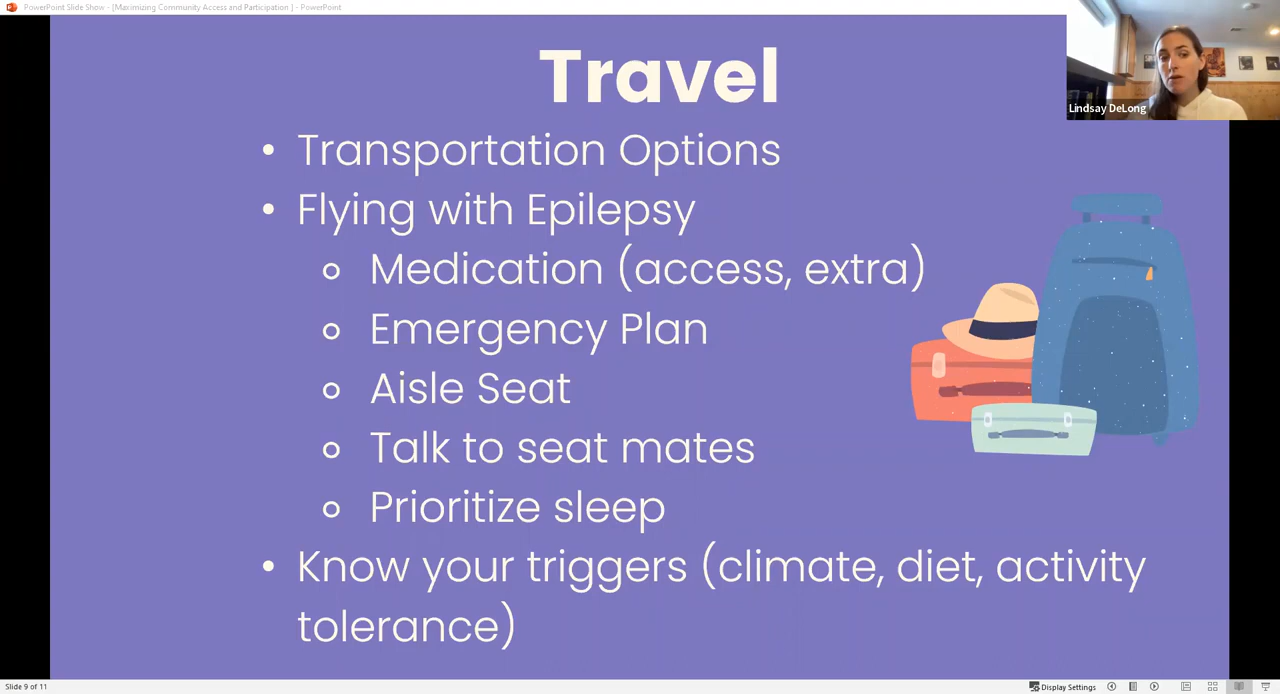 PowerPoint Slide Show - [Maximizing Community Access and Participation ] - PowerPoint
Lindsay DeLong
Travel
• Transportation Options
• Flying with Epilepsy
Medication (access, extra)
Emergency Plan
Aisle Seat
Talk to seat mates
Prioritize sleep
• Know your triggers (climate, diet, activity
tolerance)
Slide 9 of 11
Display Settings